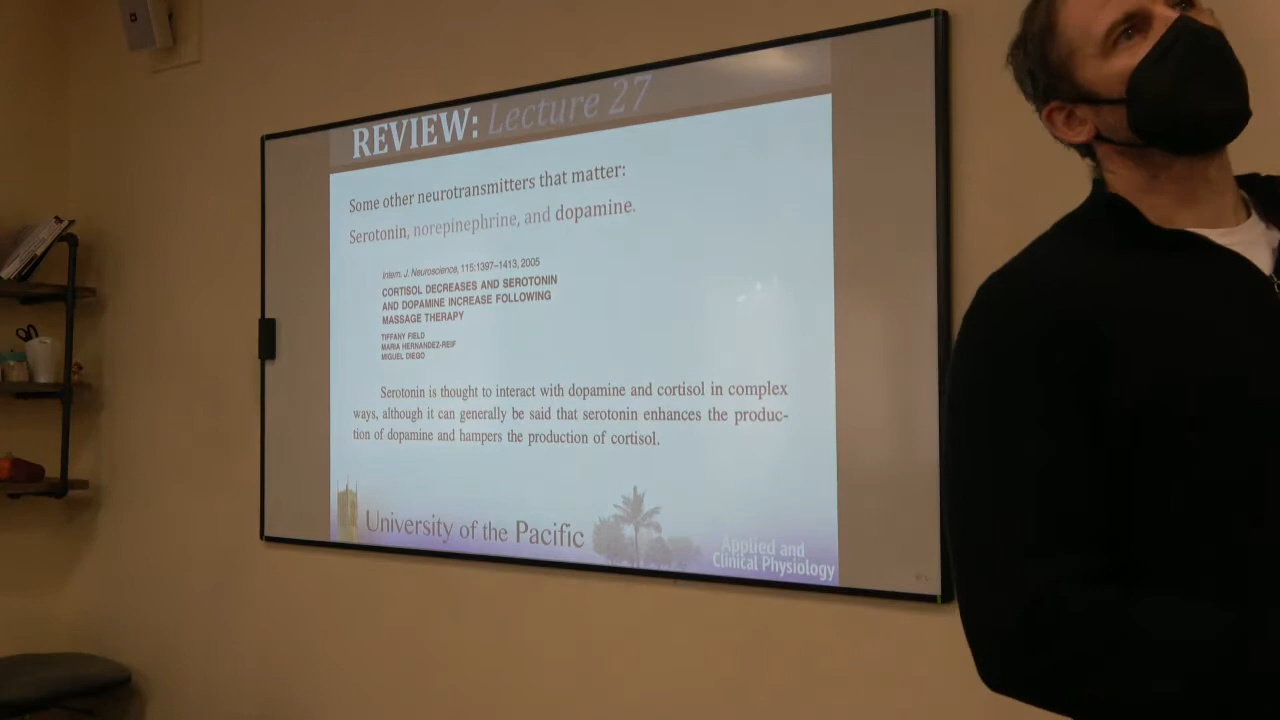 REVIEW: Lecture 27
Some other neurotransmitters that matter:
Serotonin, norepinephrine, and dopamine.
Intern. J. Neuroscience, 115:1397–1413, 2005
CORTISOL DECREASES AND SEROTONIN
AND DOPAMINE INCREASE FOLLOWING
MASSAGE THERAPY
TIFFANY FIELD
MARIA HERNANDEZ-REIF
MIGUEL DIEGO
Serotonin is thought to interact with dopamine and cortisol in complex
ways, although it can generally be said that serotonin enhances the produc-
tion of dopamine and hampers the production of cortisol.
University of the Pacific
Applied and
Clinical Physiology